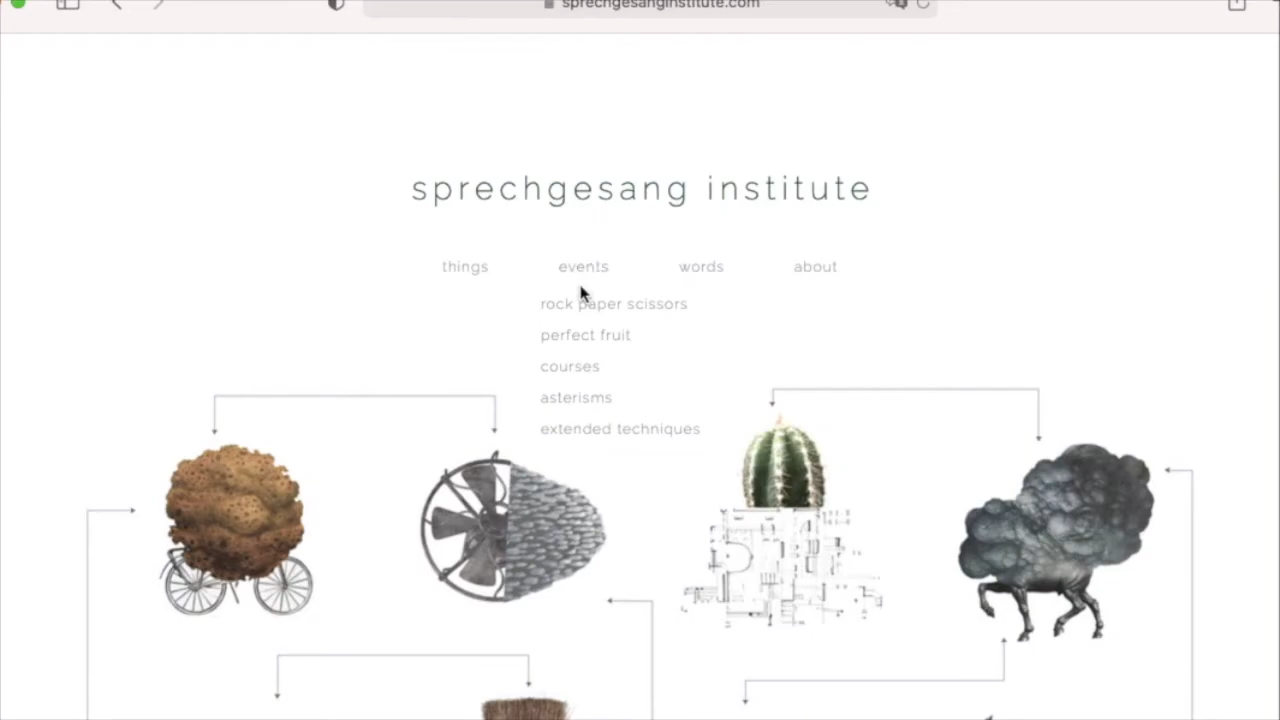 sprechgesanginstitute.com
sprechgesang institute
things events words about
rock paper scissors
perfect fruit
courses
asterisms
extended techniques